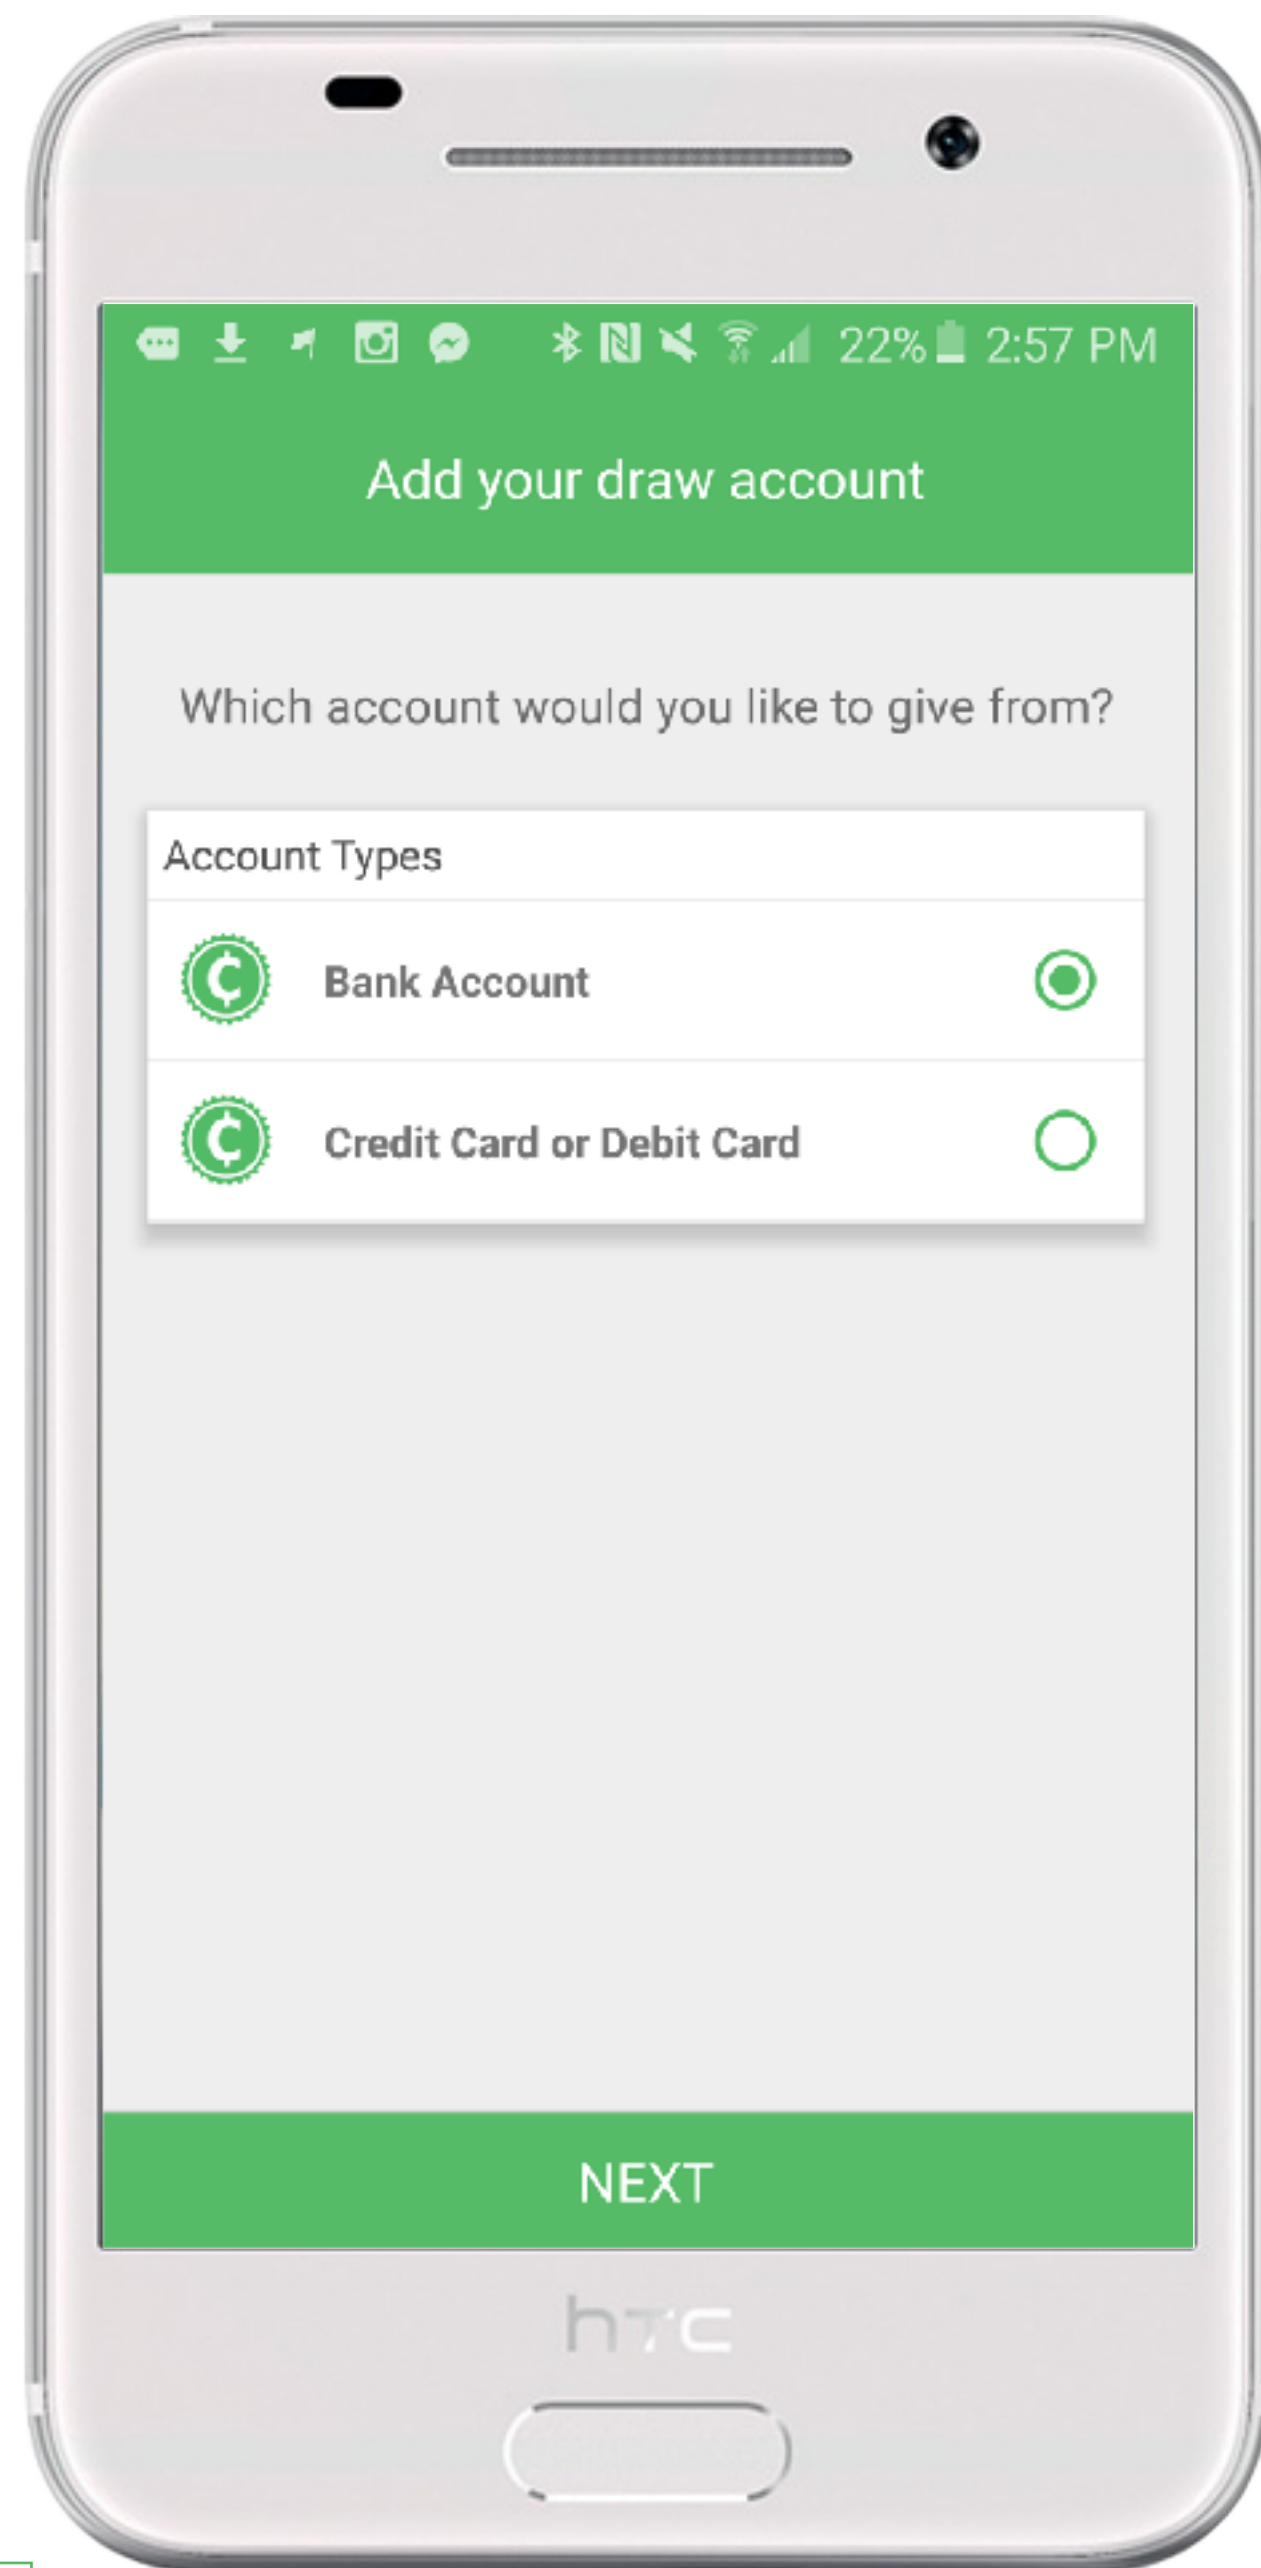 22% 2:57 PM
Add your draw account
Which account would you like to give from?
Account Types
Bank Account
Credit Card or Debit Card
NEXT
htc